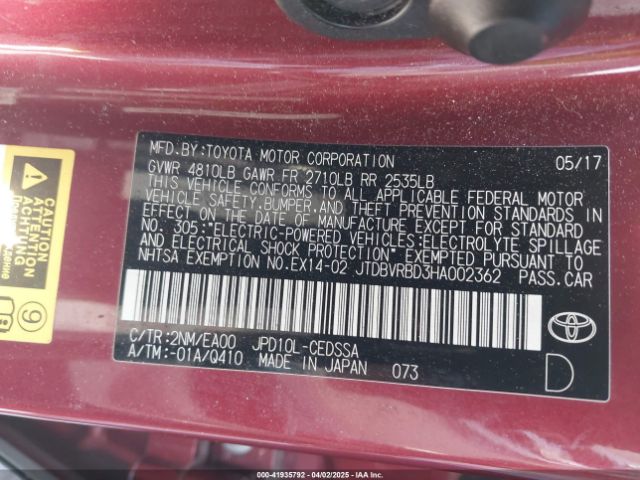 MFD.BY:TOYOTA MOTOR CORPORATION 05/17
GVWR 4810LB GAWR FR 2710LB RR 2535LB
THIS VEHICLE CONFORMS TO ALL APPLICABLE FEDERAL MOTOR
VEHICLE SAFETY,BUMPER,AND THEFT PREVENTION STANDARDS IN
EFFECT ON THE DATE OF MANUFACTURE EXCEPT FOR STANDARD
NO. 305:"ELECTRIC-POWERED VEHICLES:ELECTROLYTE SPILLAGE
AND ELECTRICAL SHOCK PROTECTION" EXEMPTED PURSUANT TO
NHTSA EXEMPTION NO.EX14-02 JTDBVRBD3HA002362 PASS.CAR
C/TR:2NM/EA00 JPD10L-CEDSSA
A/TM:-01A/Q410 MADE IN JAPAN 073
TOYOTA
D
CAUTION
ATTENTION
9
000-41935792 - 04/02/2025 - IAAI.COM